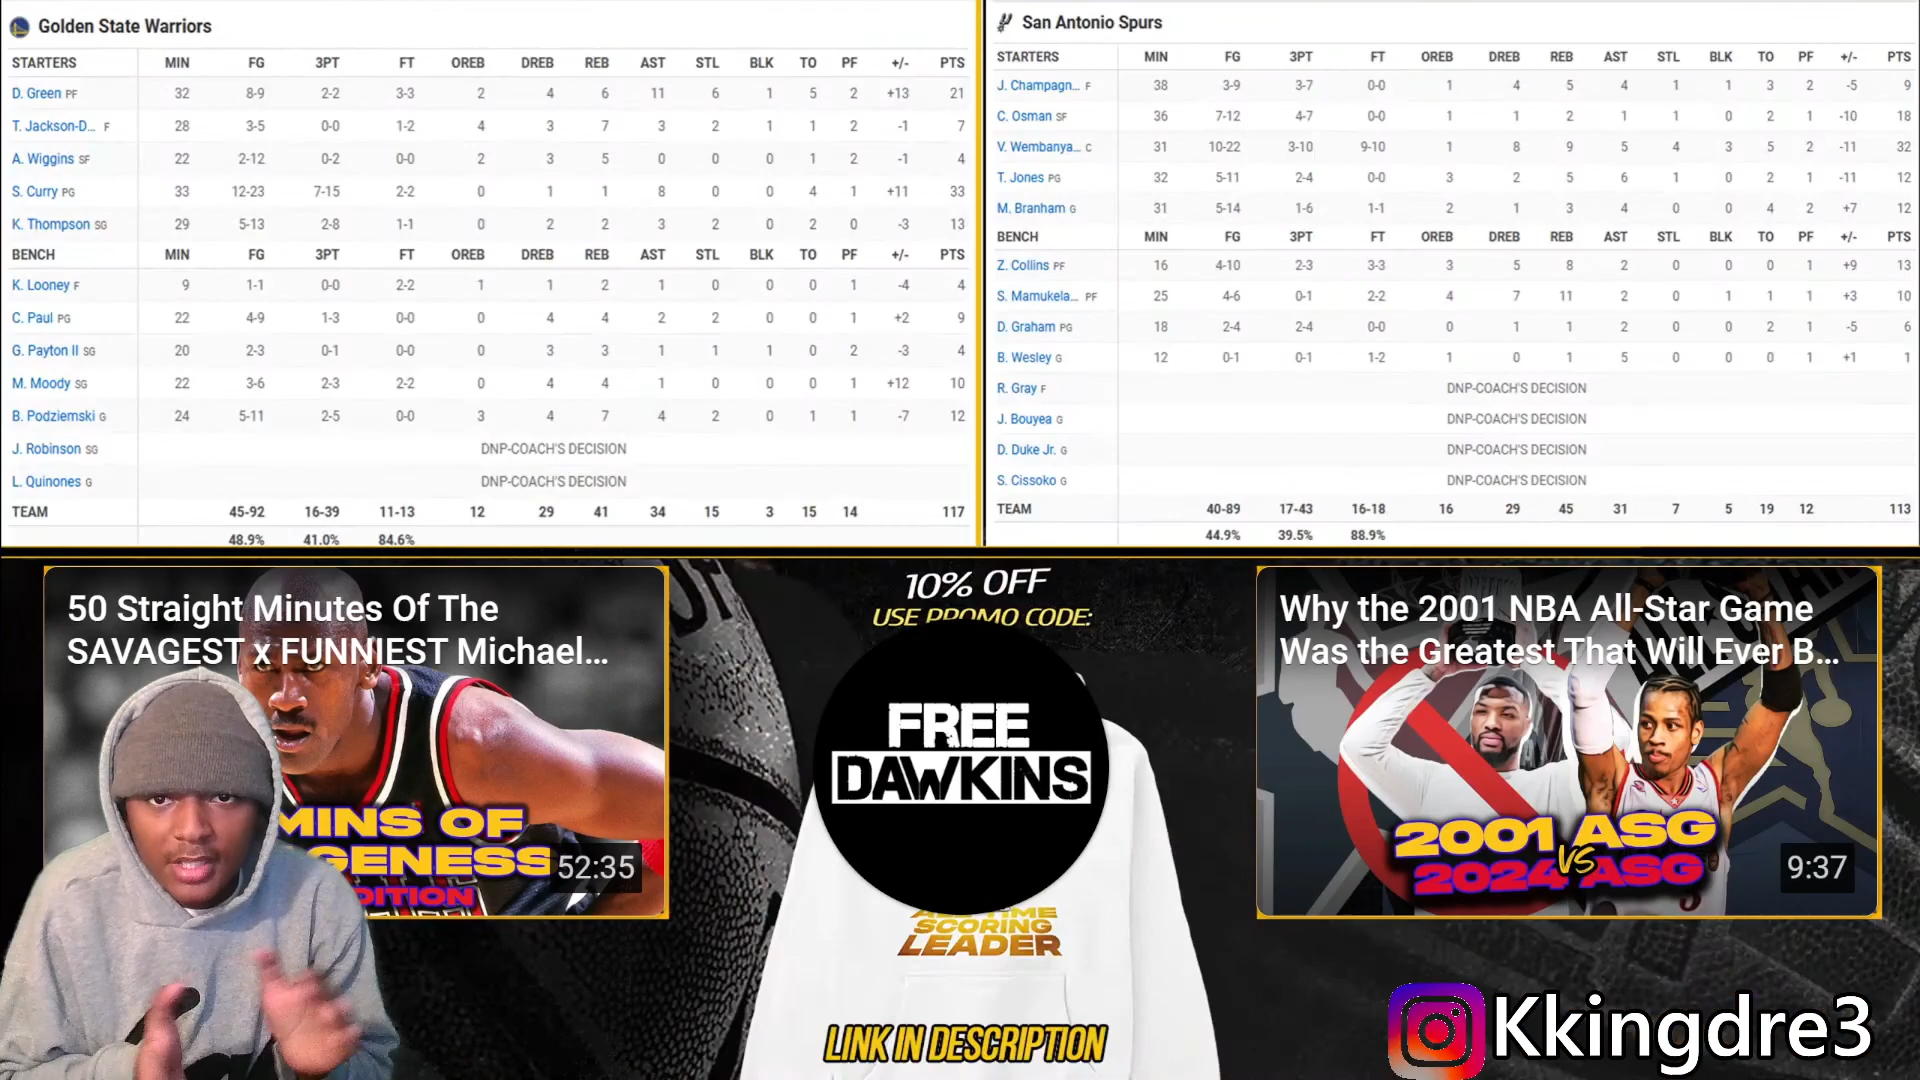 Golden State Warriors
STARTERS MIN FG 3PT FT OREB DREB REB AST STL BLK TO PF +/- PTS
D. Green PF 32 8-9 2-2 3-3 2 4 6 11 6 1 5 2 +13 21
T. Jackson-D... F 28 3-5 0-0 1-2 4 3 7 3 2 1 1 2 -1 7
A. Wiggins SF 22 2-12 0-2 0-0 2 3 5 0 0 0 1 2 -1 4
S. Curry PG 33 12-23 7-15 2-2 0 1 1 8 0 0 4 1 +11 33
K. Thompson SG 29 5-13 2-8 1-1 0 2 2 3 2 0 2 0 -3 13
BENCH MIN FG 3PT FT OREB DREB REB AST STL BLK TO PF +/- PTS
K. Looney F 9 1-1 0-0 2-2 1 1 2 1 0 0 0 1 -4 4
C. Paul PG 22 4-9 1-3 0-0 0 4 4 2 2 0 0 1 +2 9
G. Payton II SG 20 2-3 0-1 0-0 0 3 3 1 1 1 0 2 -3 4
M. Moody SG 22 3-6 2-3 2-2 0 4 4 1 0 0 0 1 +12 10
B. Podziemski G 24 5-11 2-5 0-0 3 4 7 4 2 0 1 1 -7 12
J. Robinson SG DNP-COACH'S DECISION
L. Quinones G DNP-COACH'S DECISION
TEAM 45-92 16-39 11-13 12 29 41 34 15 3 15 14 117
48.9% 41.0% 84.6%
San Antonio Spurs
STARTERS MIN FG 3PT FT OREB DREB REB AST STL BLK TO PF +/- PTS
J. Champagn... F 38 3-9 3-7 0-0 1 4 5 4 1 1 3 2 -5 9
C. Osman SF 36 7-12 4-7 0-0 1 1 2 1 1 0 2 1 -10 18
V. Wembanya... C 31 10-22 3-10 9-10 1 8 9 5 4 3 5 2 -11 32
T. Jones PG 32 5-11 2-4 0-0 3 2 5 6 1 0 2 1 -11 12
M. Branham G 31 5-14 1-6 1-1 2 1 3 4 0 0 4 2 +7 12
BENCH MIN FG 3PT FT OREB DREB REB AST STL BLK TO PF +/- PTS
Z. Collins PF 16 4-10 2-3 3-3 3 5 8 2 0 0 0 1 +9 13
S. Mamukela... PF 25 4-6 0-1 2-2 4 7 11 2 0 1 1 1 +3 10
D. Graham PG 18 2-4 2-4 0-0 0 1 1 2 0 0 2 1 -5 6
B. Wesley G 12 0-1 0-1 1-2 1 0 1 5 0 0 0 1 +1 1
R. Gray F DNP-COACH'S DECISION
J. Bouyea G DNP-COACH'S DECISION
D. Duke Jr. G DNP-COACH'S DECISION
S. Cissoko G DNP-COACH'S DECISION
TEAM 40-89 17-43 16-18 16 29 45 31 7 5 19 12 113
44.9% 39.5% 88.9%
50 Straight Minutes Of The
SAVAGEST x FUNNIEST Michael...
MINS OF
GENESS
DITION
52:35
10% OFF
USE PROMO CODE:
FREE
DAWKINS
ALL TIME
SCORING
LEADER
LINK IN DESCRIPTION
Why the 2001 NBA All-Star Game
Was the Greatest That Will Ever B...
2001 ASG
VS
2024 ASG
9:37
Kkingdre3